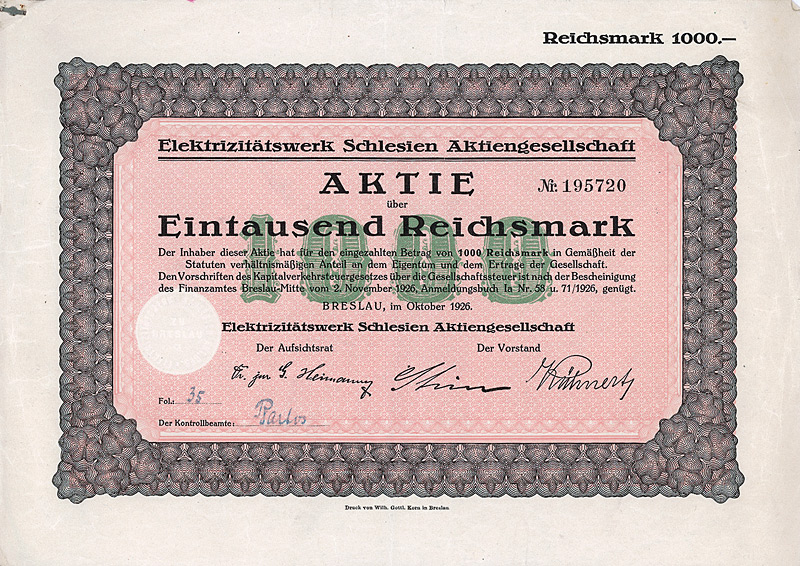 Reichsmark 1000.—
Elektrizitätswerk Schlesien Aktiengesellschaft
AKTIE
Nr. 195720
über
Eintausend Reichsmark
1000
Der Inhaber dieser Aktie hat für den eingezahlten Betrag von 1000 Reichsmark in Gemäßheit der
Statuten verhältnismäßigen Anteil an dem Eigentum und dem Ertrage der Gesellschaft.
Den Vorschriften des Kapitalverkehrsteuergesetzes über die Gesellschaftssteuer ist nach der Bescheinigung
des Finanzamtes Breslau-Mitte vom 2. November 1926, Anmeldungsbuch Ia Nr. 58 u. 71/1926, genügt.
BRESLAU, im Oktober 1926.
Elektrizitätswerk Schlesien Aktiengesellschaft
Der Aufsichtsrat Der Vorstand
Fol.: 35
Der Kontrollbeamte:
Druck von Wilh. Gottl. Korn in Breslau